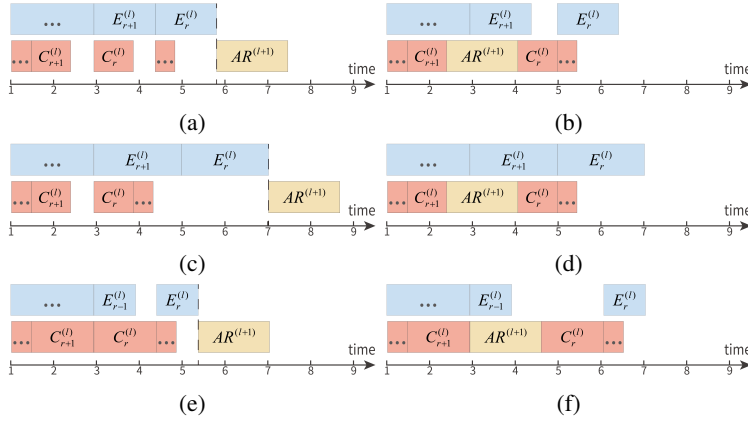 ... E_{r+1}^{(l)} E_r^{(l)}
... C_{r+1}^{(l)} C_r^{(l)} ... AR^{(l+1)}
time
1 2 3 4 5 6 7 8 9
(a)
... E_{r+1}^{(l)} E_r^{(l)}
... C_{r+1}^{(l)} AR^{(l+1)} C_r^{(l)} ...
time
1 2 3 4 5 6 7 8 9
(b)
... E_{r+1}^{(l)} E_r^{(l)}
... C_{r+1}^{(l)} C_r^{(l)} ... AR^{(l+1)}
time
1 2 3 4 5 6 7 8 9
(c)
... E_{r+1}^{(l)} E_r^{(l)}
... C_{r+1}^{(l)} AR^{(l+1)} C_r^{(l)} ...
time
1 2 3 4 5 6 7 8 9
(d)
... E_{r-1}^{(l)} E_r^{(l)}
... C_{r+1}^{(l)} C_r^{(l)} ... AR^{(l+1)}
time
1 2 3 4 5 6 7 8 9
(e)
... E_{r-1}^{(l)} E_r^{(l)}
... C_{r+1}^{(l)} AR^{(l+1)} C_r^{(l)} ...
time
1 2 3 4 5 6 7 8 9
(f)